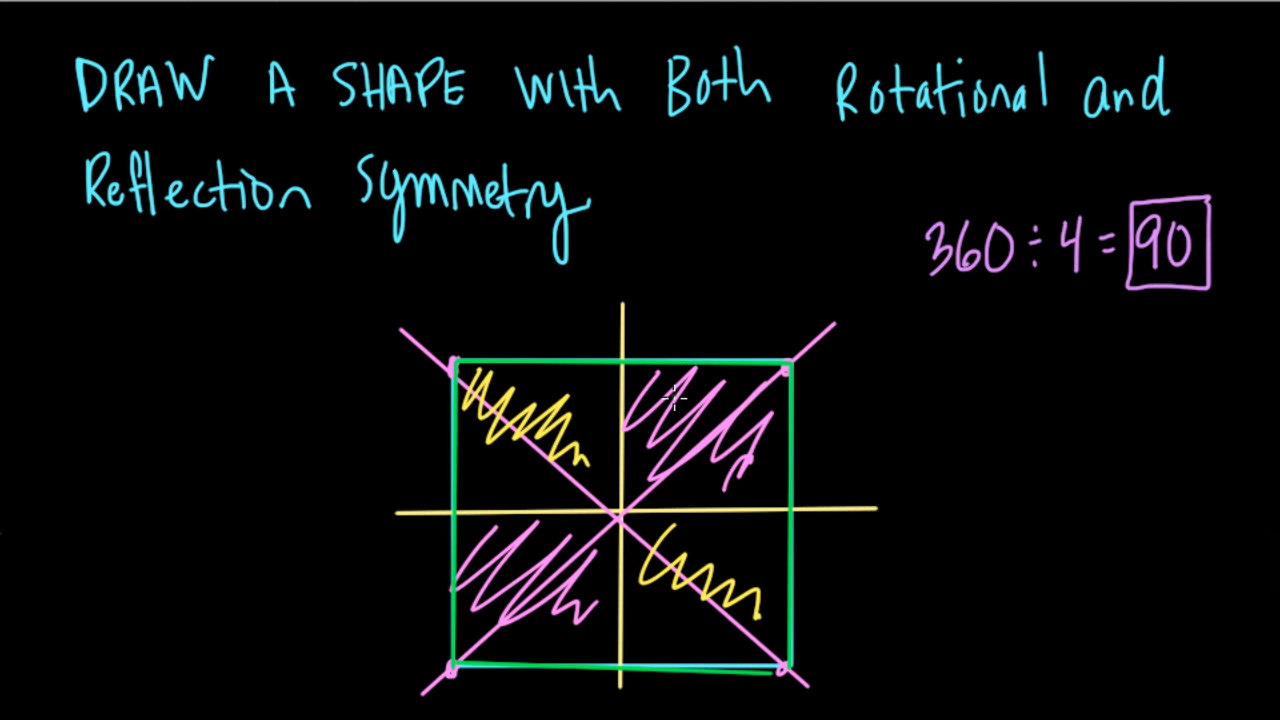 DRAW A SHAPE WIth Both Rotational and
Reflection Symmetry
360 ÷ 4 = 90